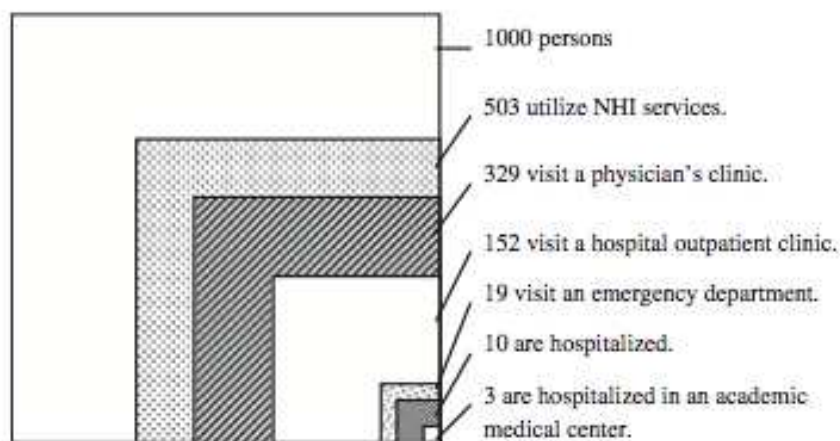 1000 persons
503 utilize NHI services.
329 visit a physician's clinic.
152 visit a hospital outpatient clinic.
19 visit an emergency department.
10 are hospitalized.
3 are hospitalized in an academic
medical center.